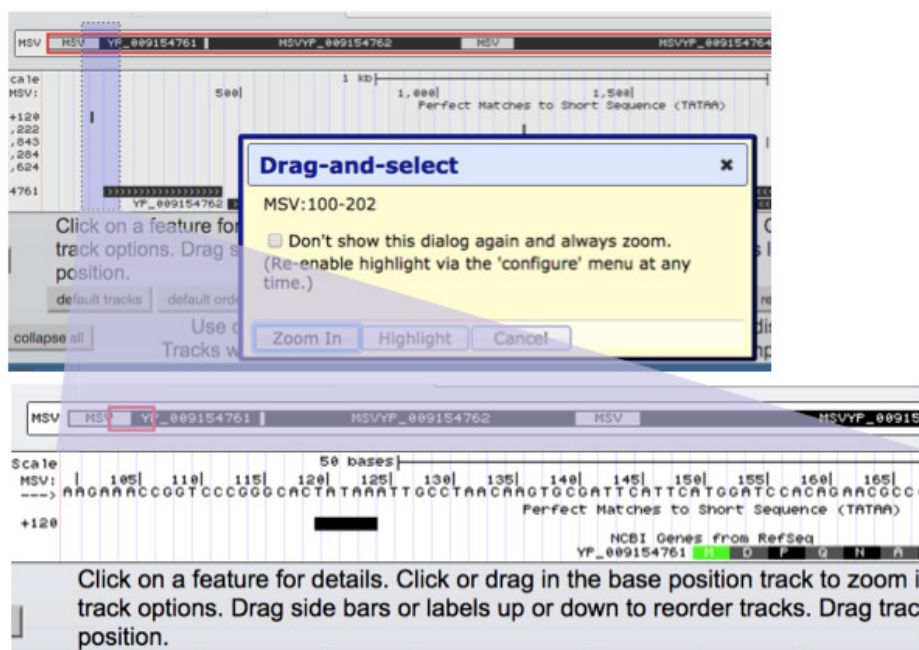 MSV MSV YP_009154761 MSVYP_009154762 MSV MSVYP_009154764
cale 1 kb
MSV: 500 1,000 1,500
Perfect Matches to Short Sequence (TATAA)
+120
,222
,843
,284
,624
4761
YP_009154762
Drag-and-select ×
MSV:100-202
Don't show this dialog again and always zoom.
(Re-enable highlight via the 'configure' menu at any
time.)
Zoom In Highlight Cancel
Click on a feature for
track options. Drag s
position.
default tracks default orde re
collapse all Use d
Tracks w
MSV MSV YP_009154761 MSVYP_009154762 MSV MSVYP_00915
Scale 50 bases
MSV: 105 110 115 120 125 130 135 140 145 150 155 160 165
---> AAGAAACCGGTCCCGGGCACTATAAATTGCCTAACAAGTGCGATTCATTCATGGATCCACAGAACGCC
Perfect Matches to Short Sequence (TATAA)
+120
NCBI Genes from RefSeq
YP_009154761 M D P Q N A
Click on a feature for details. Click or drag in the base position track to zoom i
track options. Drag side bars or labels up or down to reorder tracks. Drag trac
position.